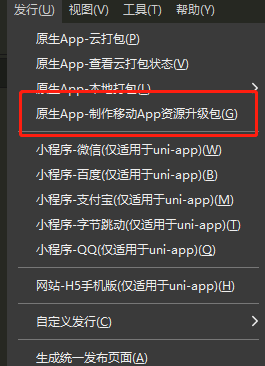 发行(U) 视图(V) 工具(T) 帮助(Y)
原生App-云打包(P)
原生App-查看云打包状态(V)
原生App-本地打包(L)
原生App-制作移动App资源升级包(G)
小程序-微信(仅适用于uni-app)(W)
小程序-百度(仅适用于uni-app)(B)
小程序-支付宝(仅适用于uni-app)(M)
小程序-字节跳动(仅适用于uni-app)(T)
小程序-QQ(仅适用于uni-app)(Q)
网站-H5手机版(仅适用于uni-app)(H)
自定义发行(C)
生成统一发布页面(A)